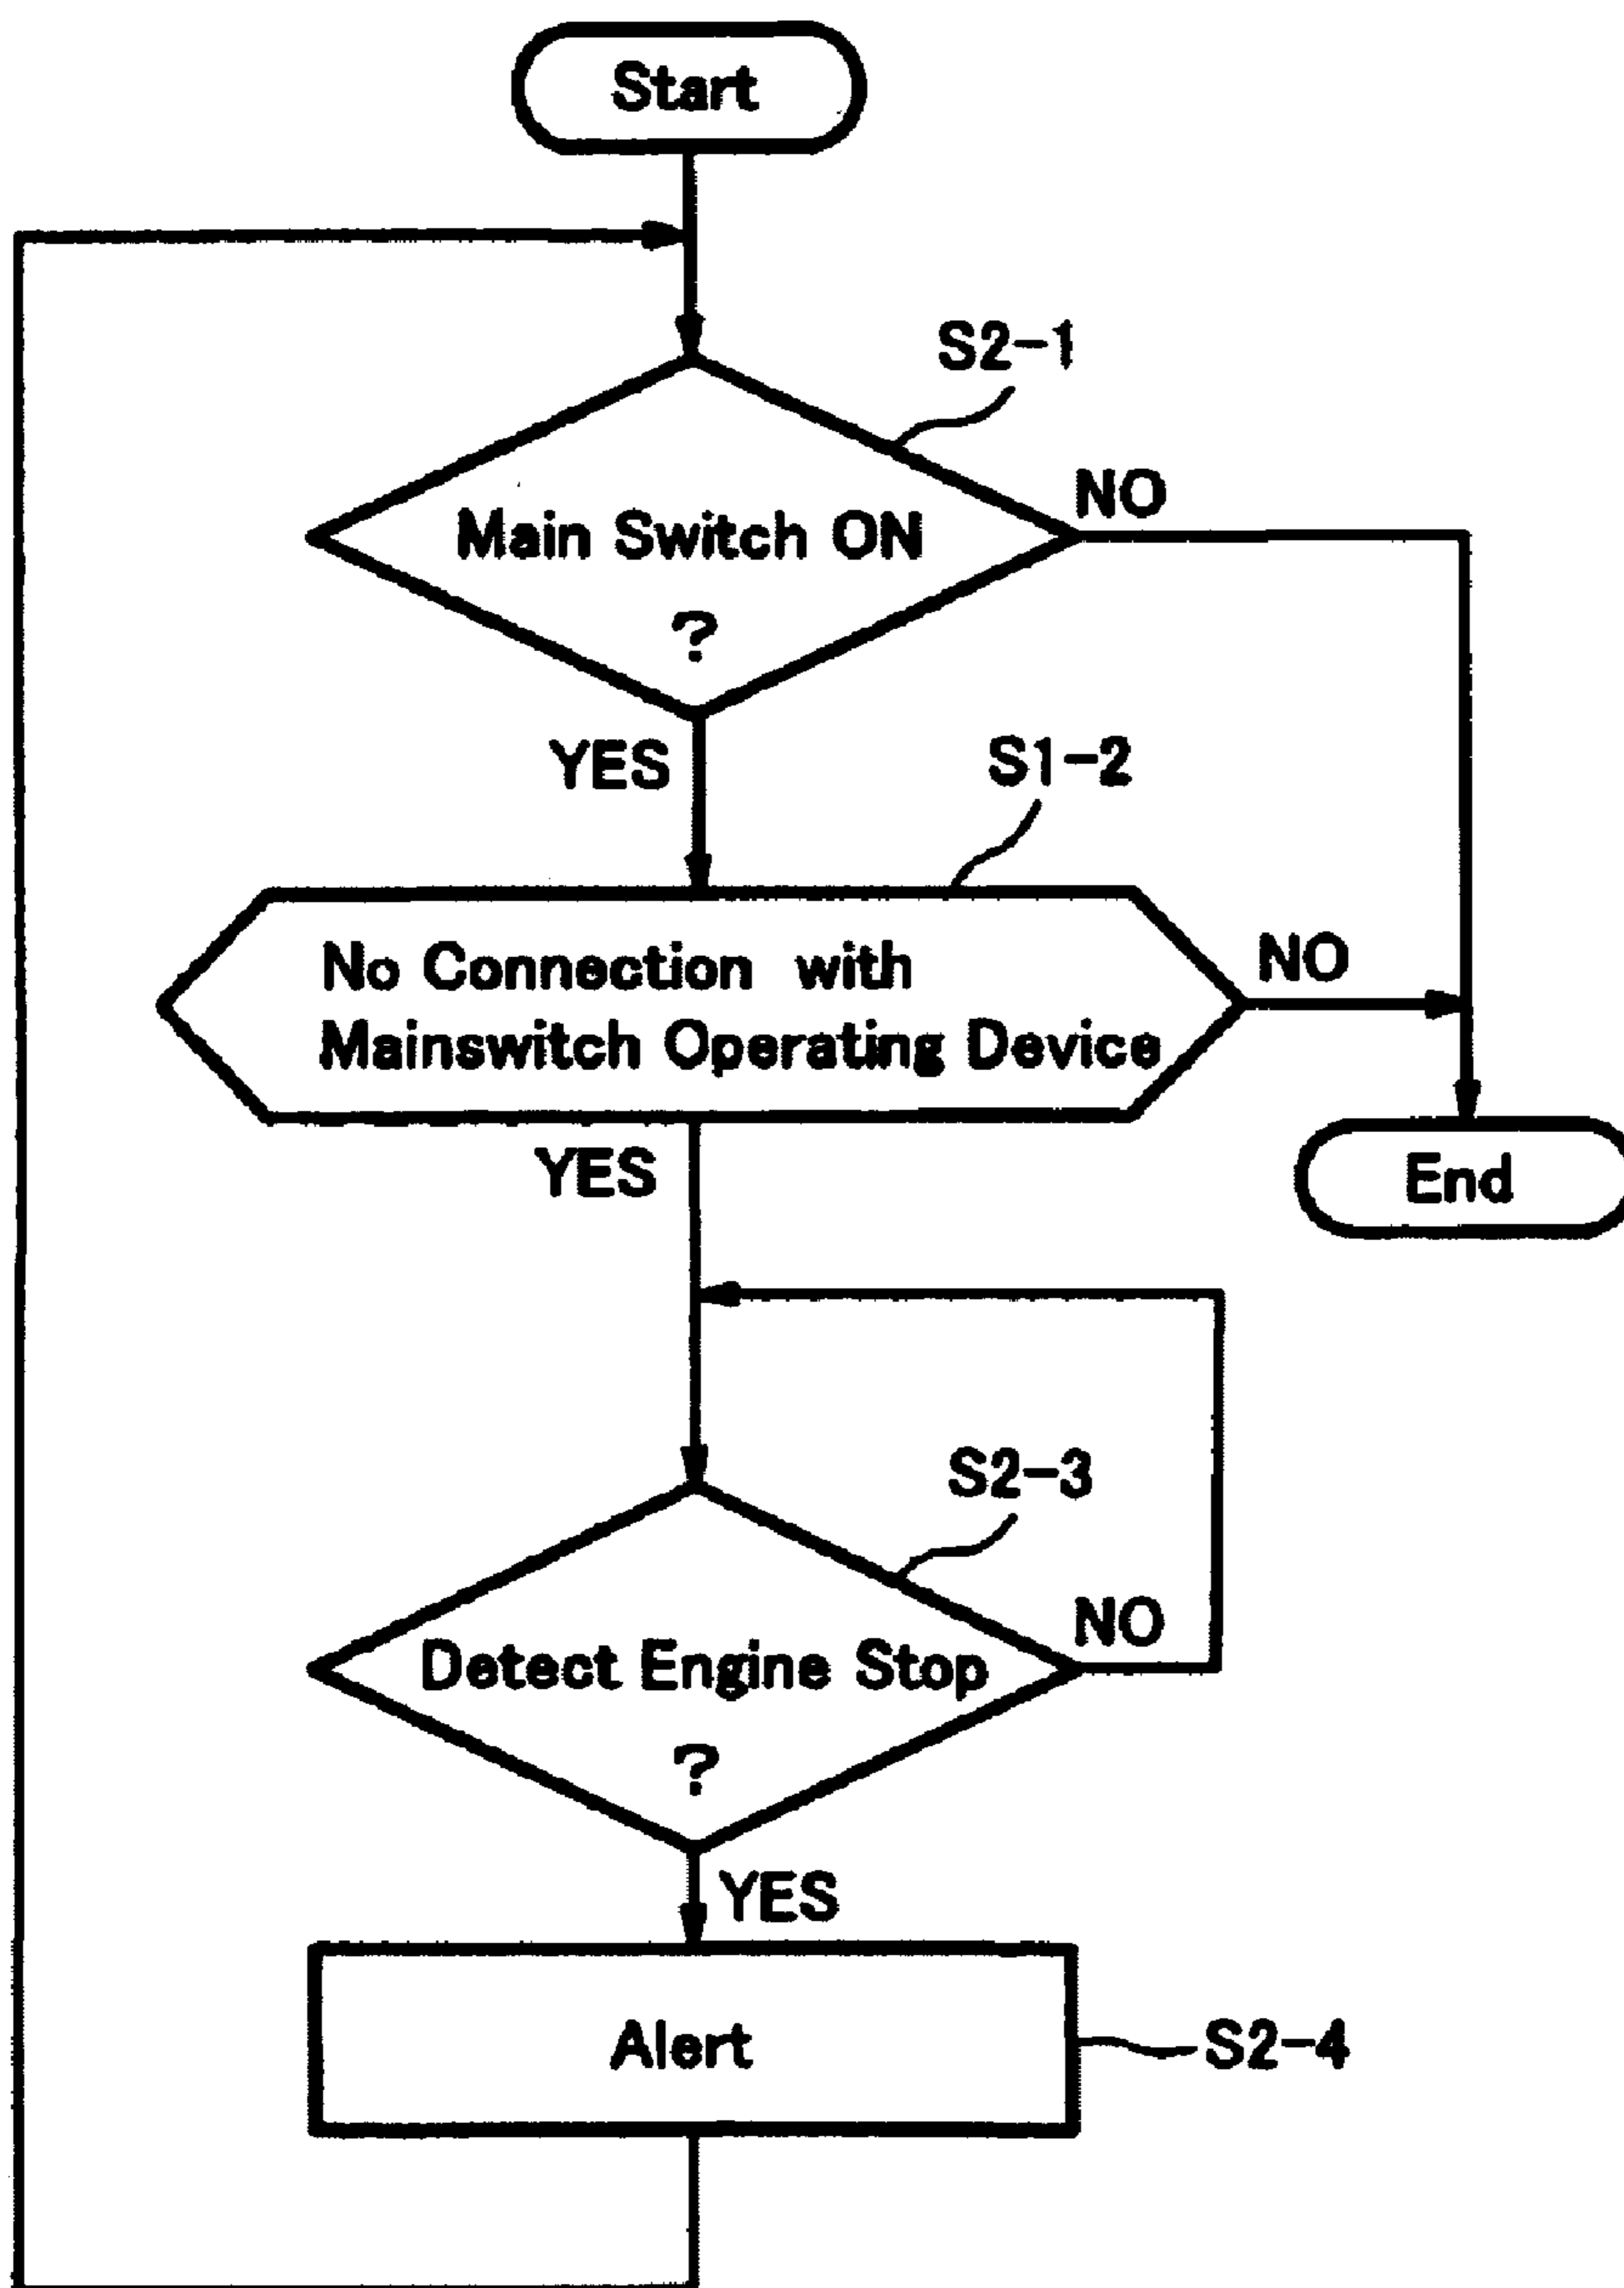 Start
S2-1
NO
Main Switch ON
?
YES
S1-2
No Connection with
Mainswitch Operating Device
NO
YES
End
S2-3
NO
Detect Engine Stop
?
YES
Alert
S2-4